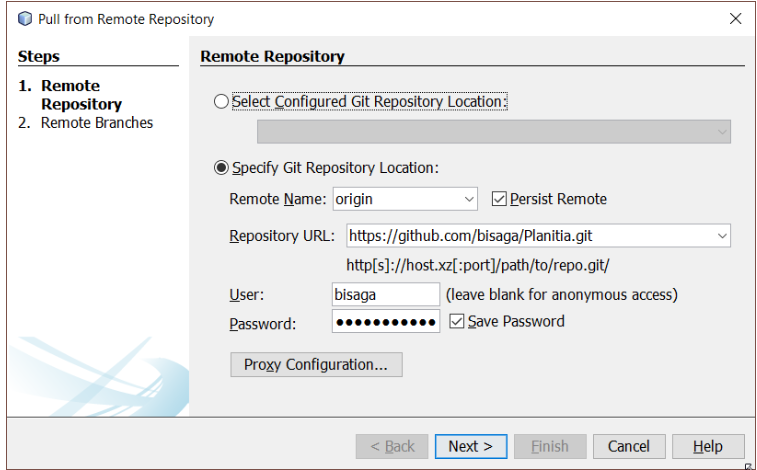 Pull from Remote Repository
Steps
1. Remote
Repository
2. Remote Branches
Remote Repository
Select Configured Git Repository Location:
Specify Git Repository Location:
Remote Name: origin Persist Remote
Repository URL: https://github.com/bisaga/Planitia.git
http[s]://host.xz[:port]/path/to/repo.git/
User: bisaga (leave blank for anonymous access)
Password: ●●●●●●●●●●● Save Password
Proxy Configuration...
< Back Next > Finish Cancel Help